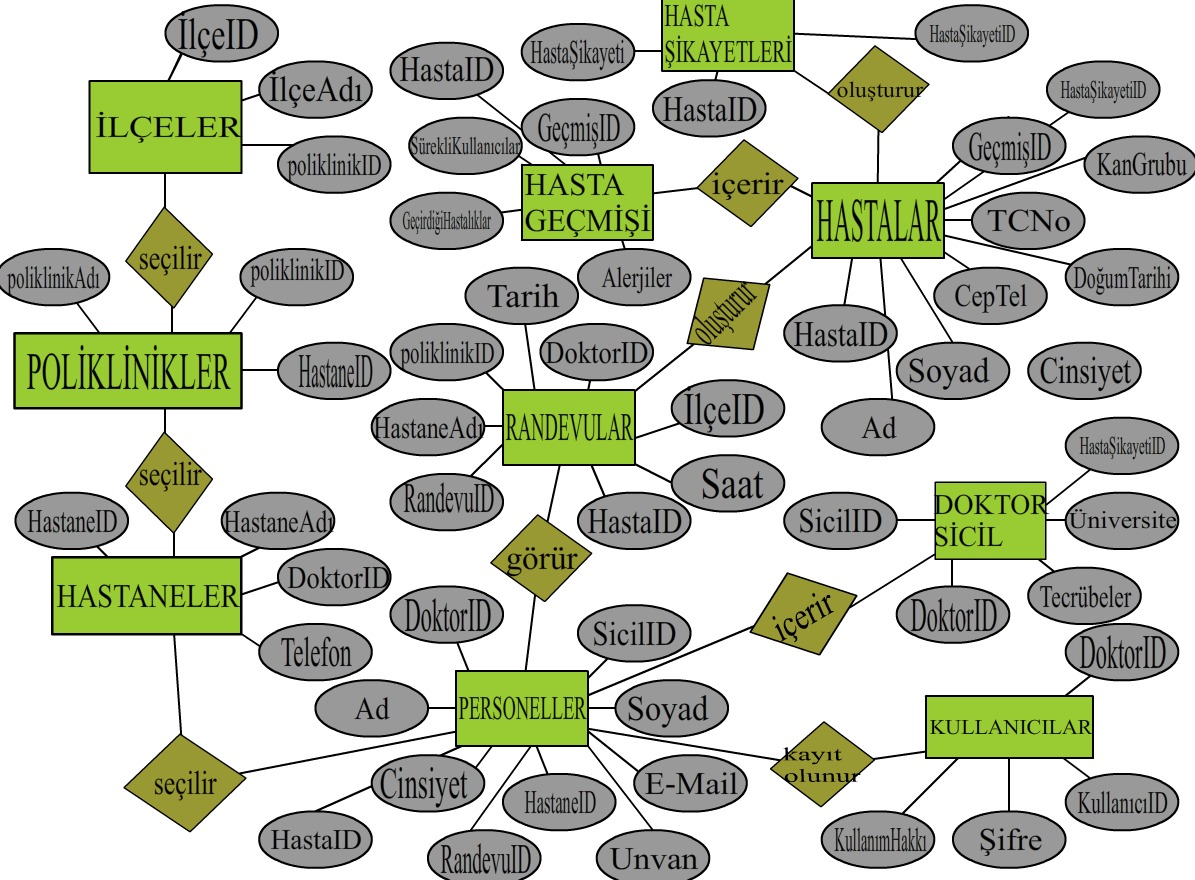 İlçeID
İlçeAdı
İLÇELER
poliklinikID
seçilir
poliklinikAdı
poliklinikID
POLİKLİNİKLER
HastaneID
seçilir
HastaneID
HastaneAdı
HASTANELER
DoktorID
Telefon
seçilir
HASTA
ŞİKAYETLERİ
HastaŞikayeti
HastaŞikayetiID
HastaID
oluşturur
HastaID
GeçmişID
SürekliKullanıcılar
HASTA
GEÇMİŞİ
GeçirdiğiHastalıklar
Alerjiler
içerir
HastaŞikayetiID
GeçmişID
KanGrubu
HASTALAR
TCNo
DoğumTarihi
CepTel
HastaID
Soyad
Cinsiyet
Ad
oluşturur
Tarih
poliklinikID
DoktorID
İlçeID
HastaneAdı
RANDEVULAR
Saat
RandevuID
HastaID
görür
HastaŞikayetiID
DOKTOR
SİCİL
SicilID
Üniversite
Tecrübeler
DoktorID
içerir
DoktorID
SicilID
Ad
PERSONELLER
Soyad
Cinsiyet
E-Mail
HastaneID
HastaID
RandevuID
Unvan
kayıt
olunur
DoktorID
KULLANICILAR
KullanıcıID
KullanımHakkı
Şifre